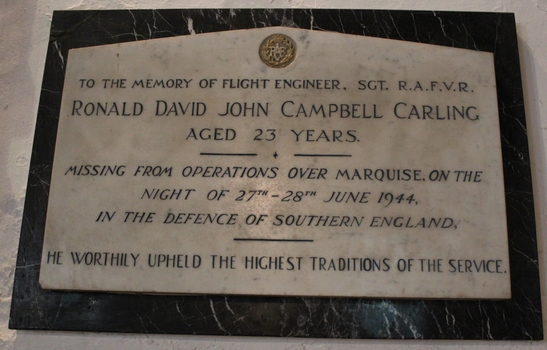 TO THE MEMORY OF FLIGHT ENGINEER, SGT. R.A.F.V.R.
RONALD DAVID JOHN CAMPBELL CARLING
AGED 23 YEARS.
MISSING FROM OPERATIONS OVER MARQUISE, ON THE
NIGHT OF 27TH - 28TH JUNE 1944,
IN THE DEFENCE OF SOUTHERN ENGLAND,
HE WORTHILY UPHELD THE HIGHEST TRADITIONS OF THE SERVICE.